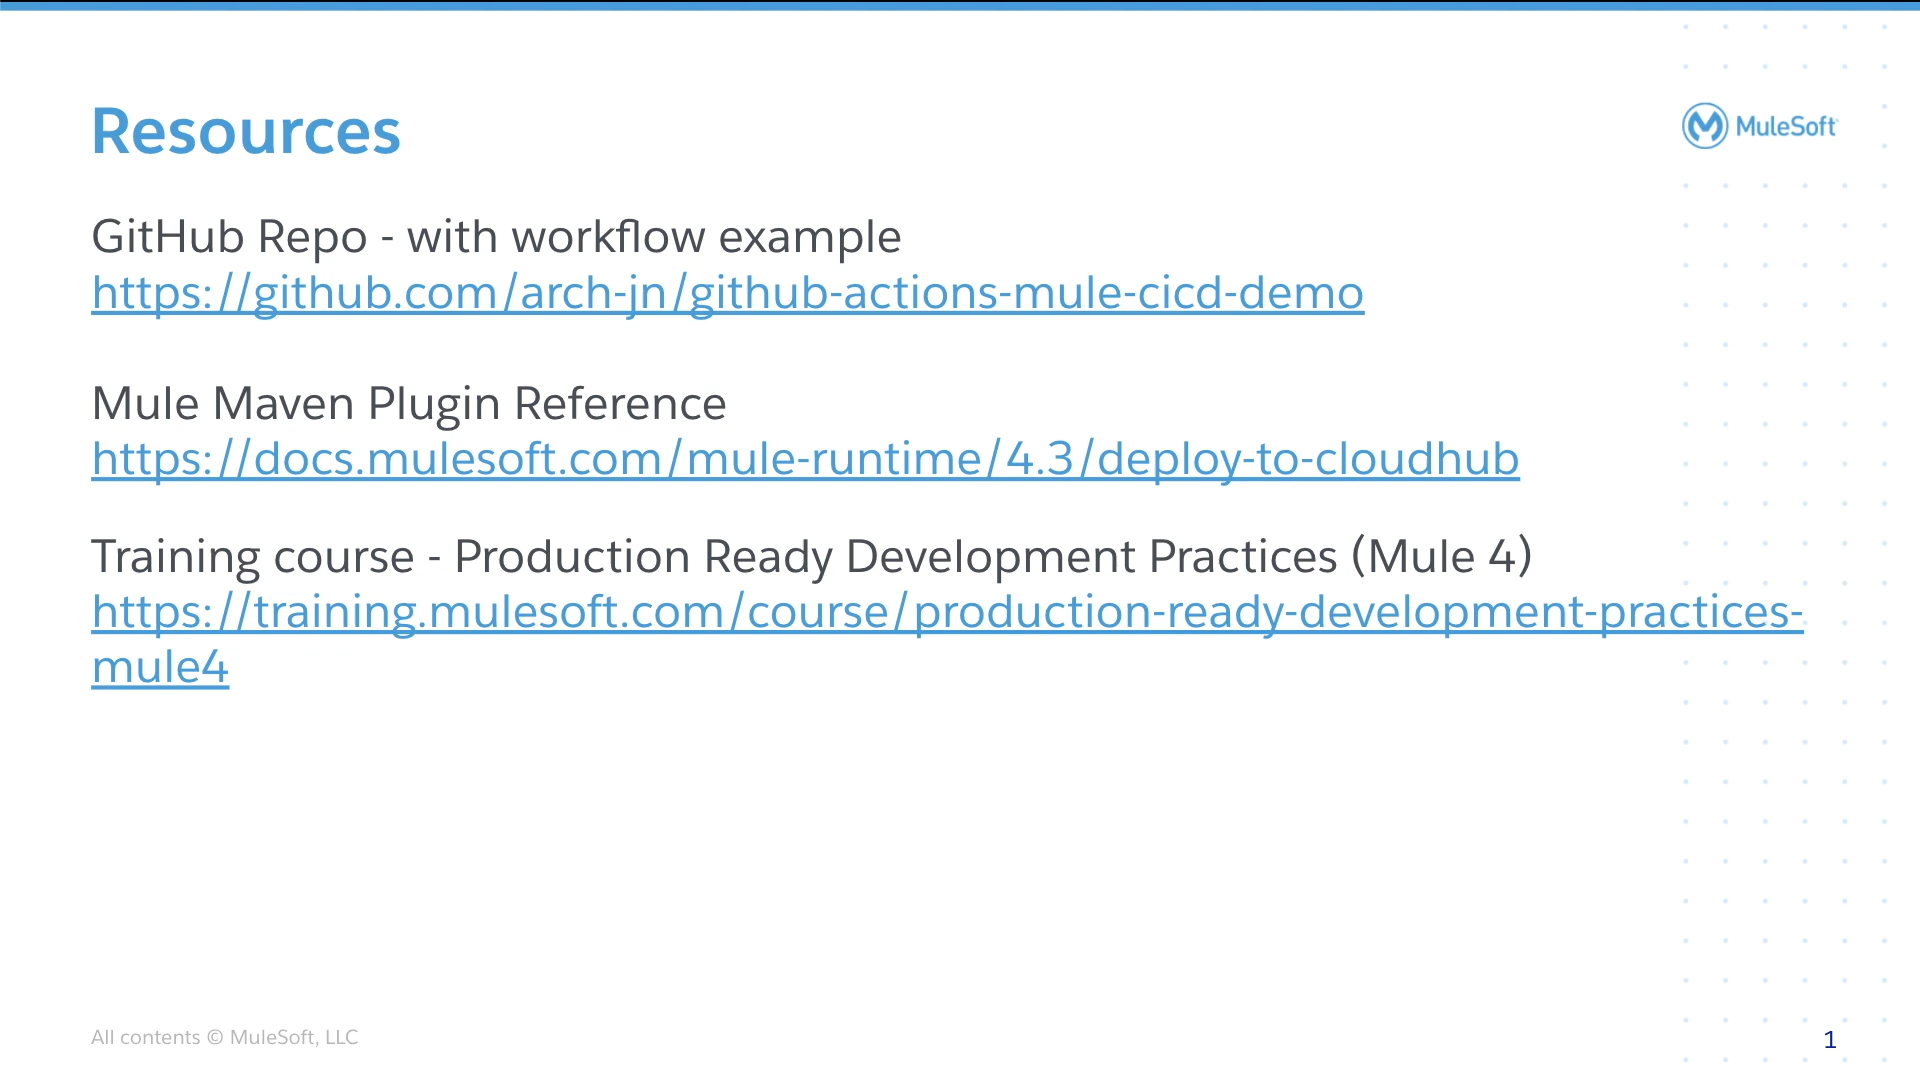 Resources
MuleSoft
GitHub Repo - with workflow example
https://github.com/arch-jn/github-actions-mule-cicd-demo
Mule Maven Plugin Reference
https://docs.mulesoft.com/mule-runtime/4.3/deploy-to-cloudhub
Training course - Production Ready Development Practices (Mule 4)
https://training.mulesoft.com/course/production-ready-development-practices-
mule4
All contents © MuleSoft, LLC
1